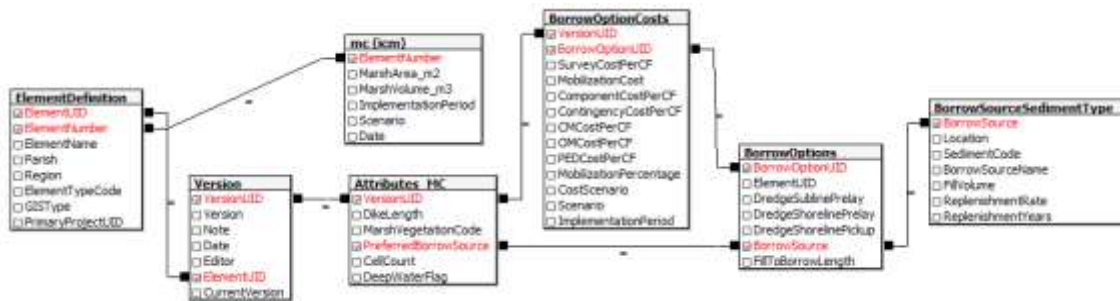 ElementDefinition
ElementUID
ElementNumber
ElementName
Parish
Region
ElementTypeCode
GISType
PrimaryProjectUID
mc (icm)
ElementNumber
MarshArea_m2
MarshVolume_m3
ImplementationPeriod
Scenario
Date
Version
VersionUID
Version
Note
Date
Editor
ElementUID
CurrentVersion
Attributes_MC
VersionUID
DikeLength
MarshVegetationCode
PreferredBorrowSource
CellCount
DeepWaterFlag
BorrowOptionCosts
VersionUID
BorrowOptionUID
SurveyCostPerCF
MobilizationCost
ComponentCostPerCF
ContingencyCostPerCF
CMCostPerCF
OMCostPerCF
PEDCostPerCF
MobilizationPercentage
CostScenario
Scenario
ImplementationPeriod
BorrowOptions
BorrowOptionUID
ElementUID
DredgeSublinePrelay
DredgeShorelinePrelay
DredgeShorelinePickup
BorrowSource
FillToBorrowLength
BorrowSourceSedimentType
BorrowSource
Location
SedimentCode
BorrowSourceName
FillVolume
ReplenishmentRate
ReplenishmentYears